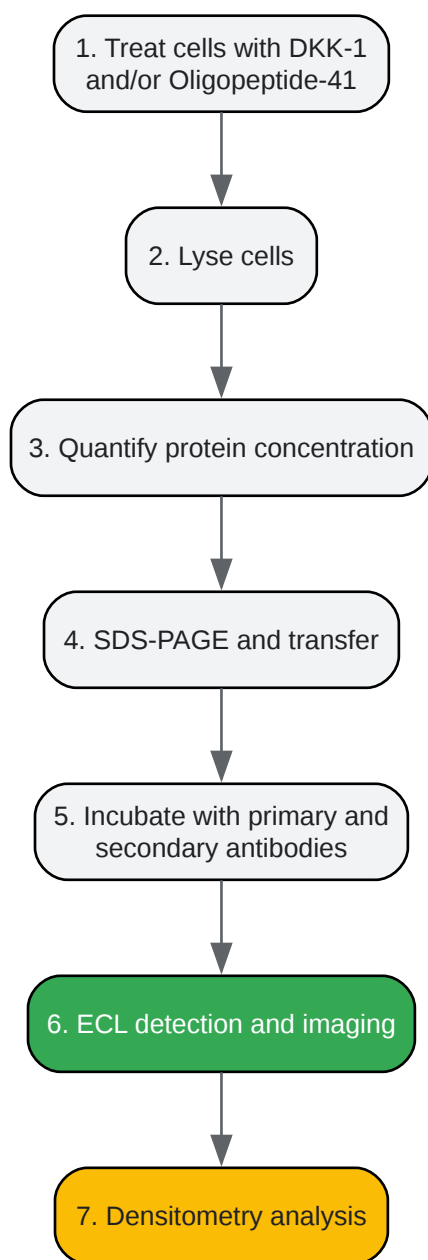 1. Treat cells with DKK-1
and/or Oligopeptide-41
2. Lyse cells
3. Quantify protein concentration
4. SDS-PAGE and transfer
5. Incubate with primary and
secondary antibodies
6. ECL detection and imaging
7. Densitometry analysis